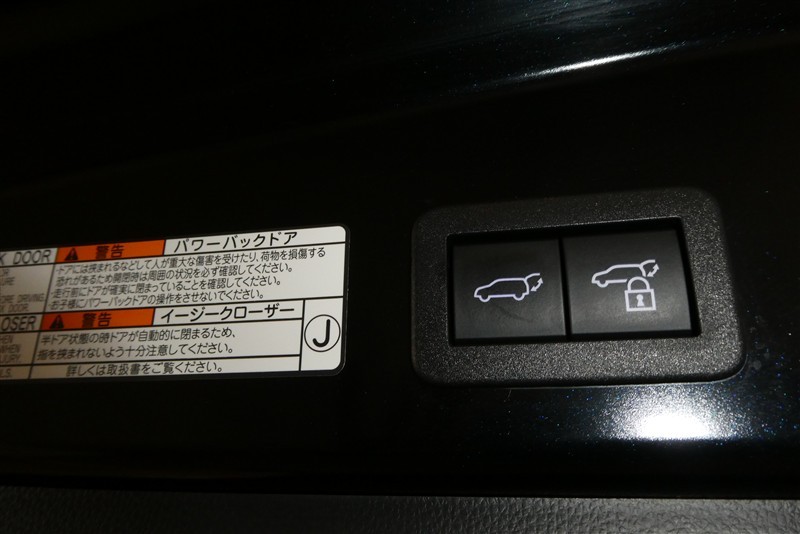 K DOOR
警告
パワーバックドア
・ドアには挟まれるなどして人が重大な傷害を受けたり、荷物を損傷する
恐れがあるため開閉時は周囲の状況を必ず確認してください。
・走行前にドアが確実に閉まっていることを確認してください。
・お子様にパワーバックドアの操作をさせないでください。
ORE DRIVING
T DOOR.
LOSER
警告
イージークローザー
半ドア状態の時ドアが自動的に閉まるため、
指を挟まれないよう十分注意してください。
詳しくは取扱書をご覧ください。
J